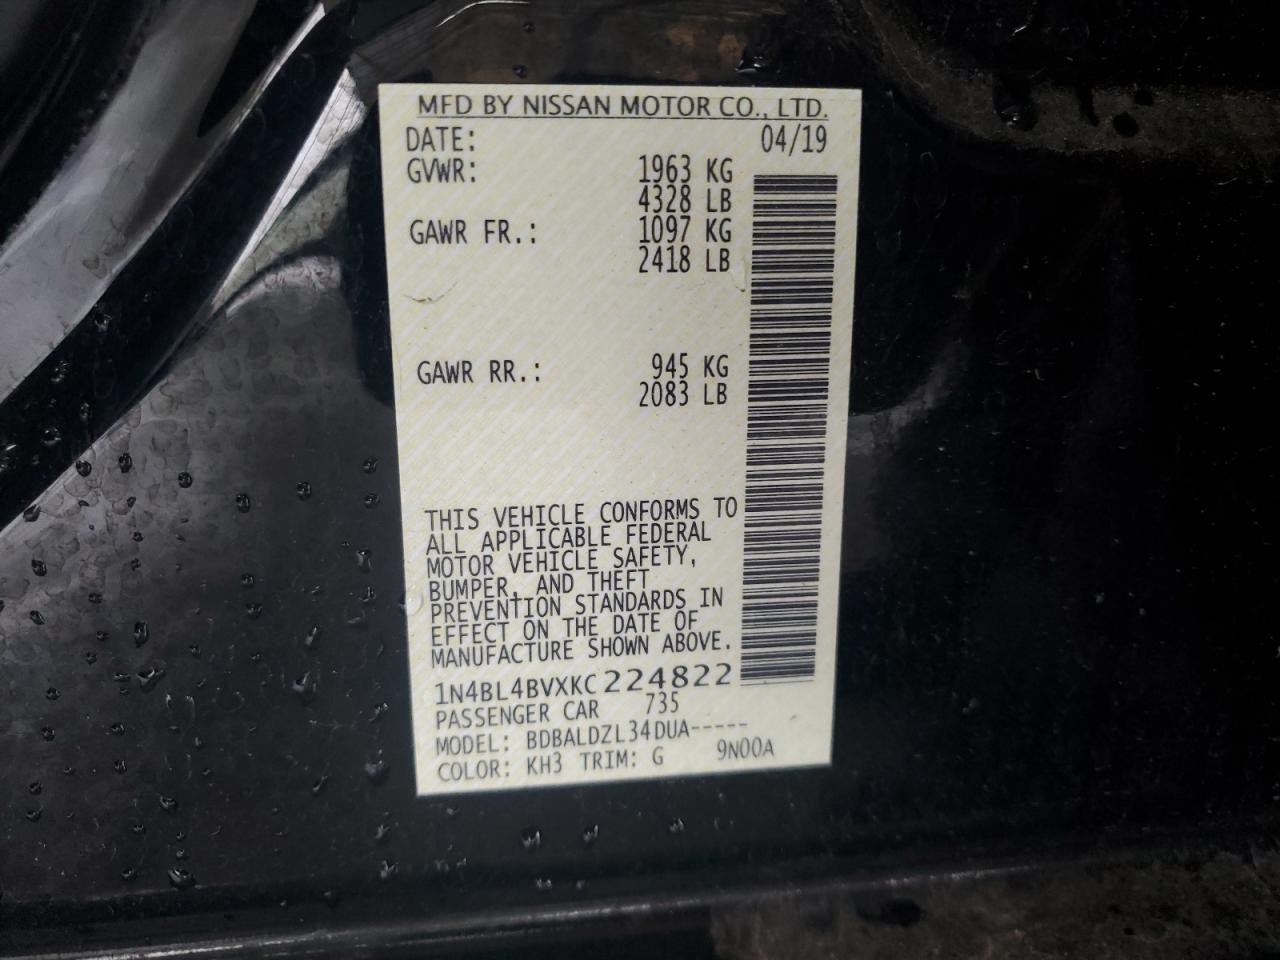 MFD BY NISSAN MOTOR CO., LTD.
DATE: 04/19
GVWR: 1963 KG
4328 LB
GAWR FR.: 1097 KG
2418 LB
GAWR RR.: 945 KG
2083 LB
THIS VEHICLE CONFORMS TO
ALL APPLICABLE FEDERAL
MOTOR VEHICLE SAFETY,
BUMPER, AND THEFT
PREVENTION STANDARDS IN
EFFECT ON THE DATE OF
MANUFACTURE SHOWN ABOVE.
1N4BL4BVXKC224822
PASSENGER CAR 735
MODEL: BDBALDZL34DUA-----
COLOR: KH3 TRIM: G 9N00A